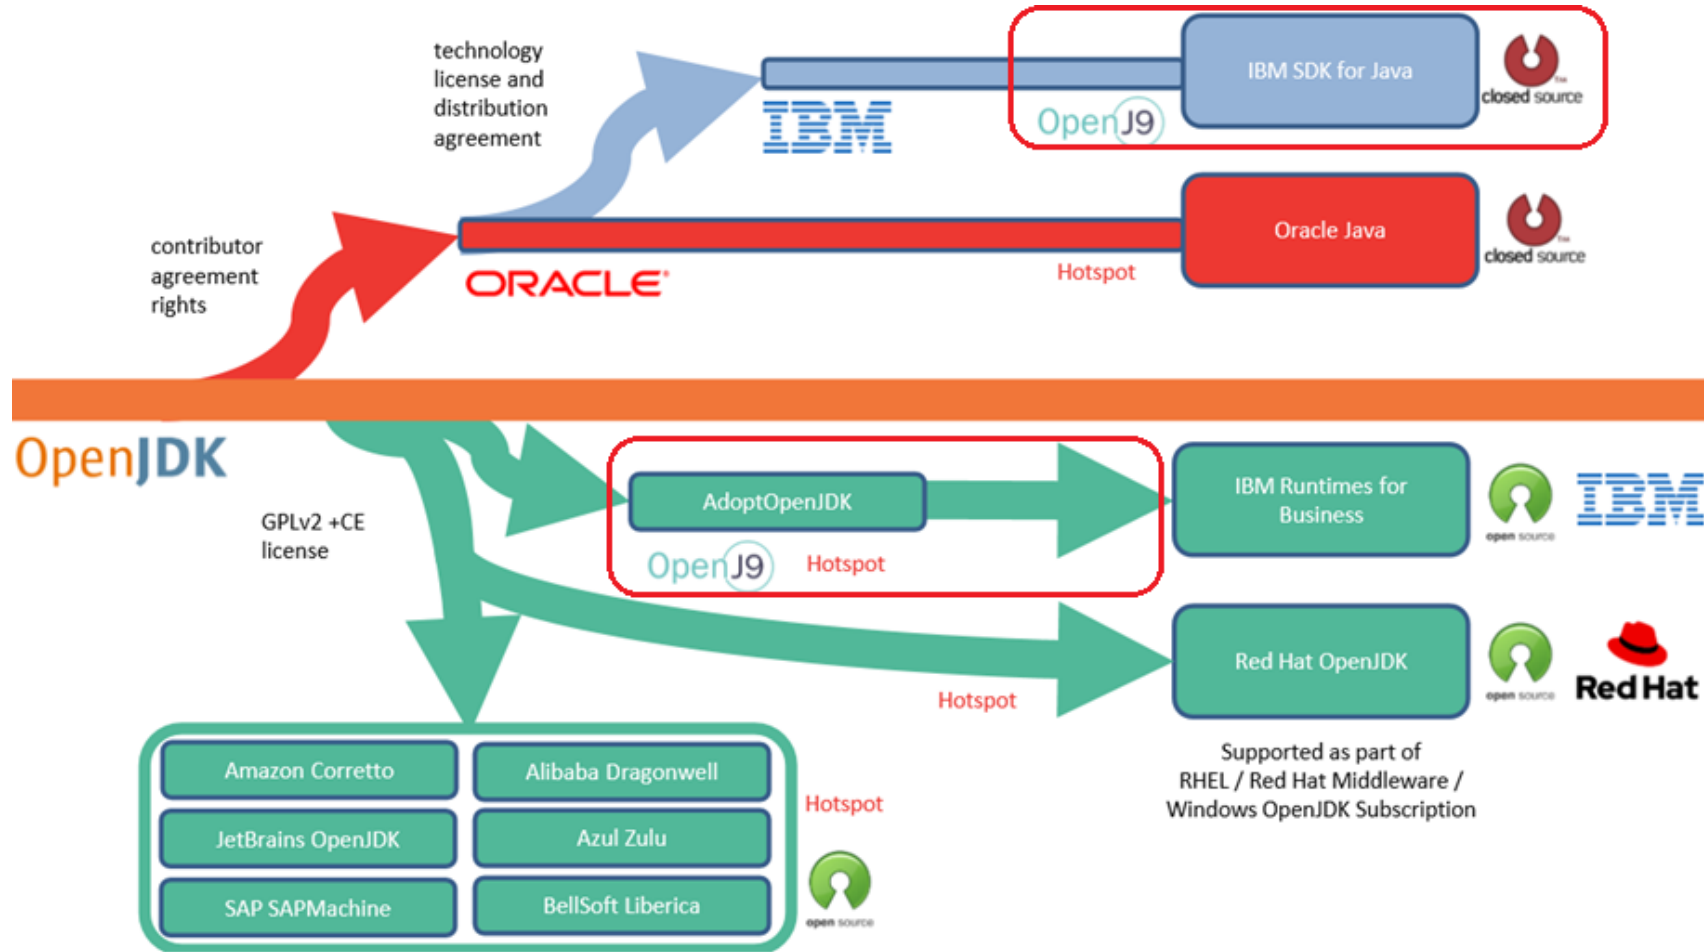 technology
license and
distribution
agreement
IBM
OpenJ9
IBM SDK for Java
TM
closed source
contributor
agreement
rights
ORACLE®
Hotspot
Oracle Java
TM
closed source
OpenJDK
GPLv2 +CE
license
AdoptOpenJDK
OpenJ9
Hotspot
IBM Runtimes for
Business
open source
IBM
Hotspot
Red Hat OpenJDK
open source
Red Hat
Supported as part of
RHEL / Red Hat Middleware /
Windows OpenJDK Subscription
Amazon Corretto
Alibaba Dragonwell
JetBrains OpenJDK
Azul Zulu
SAP SAPMachine
BellSoft Liberica
Hotspot
open source